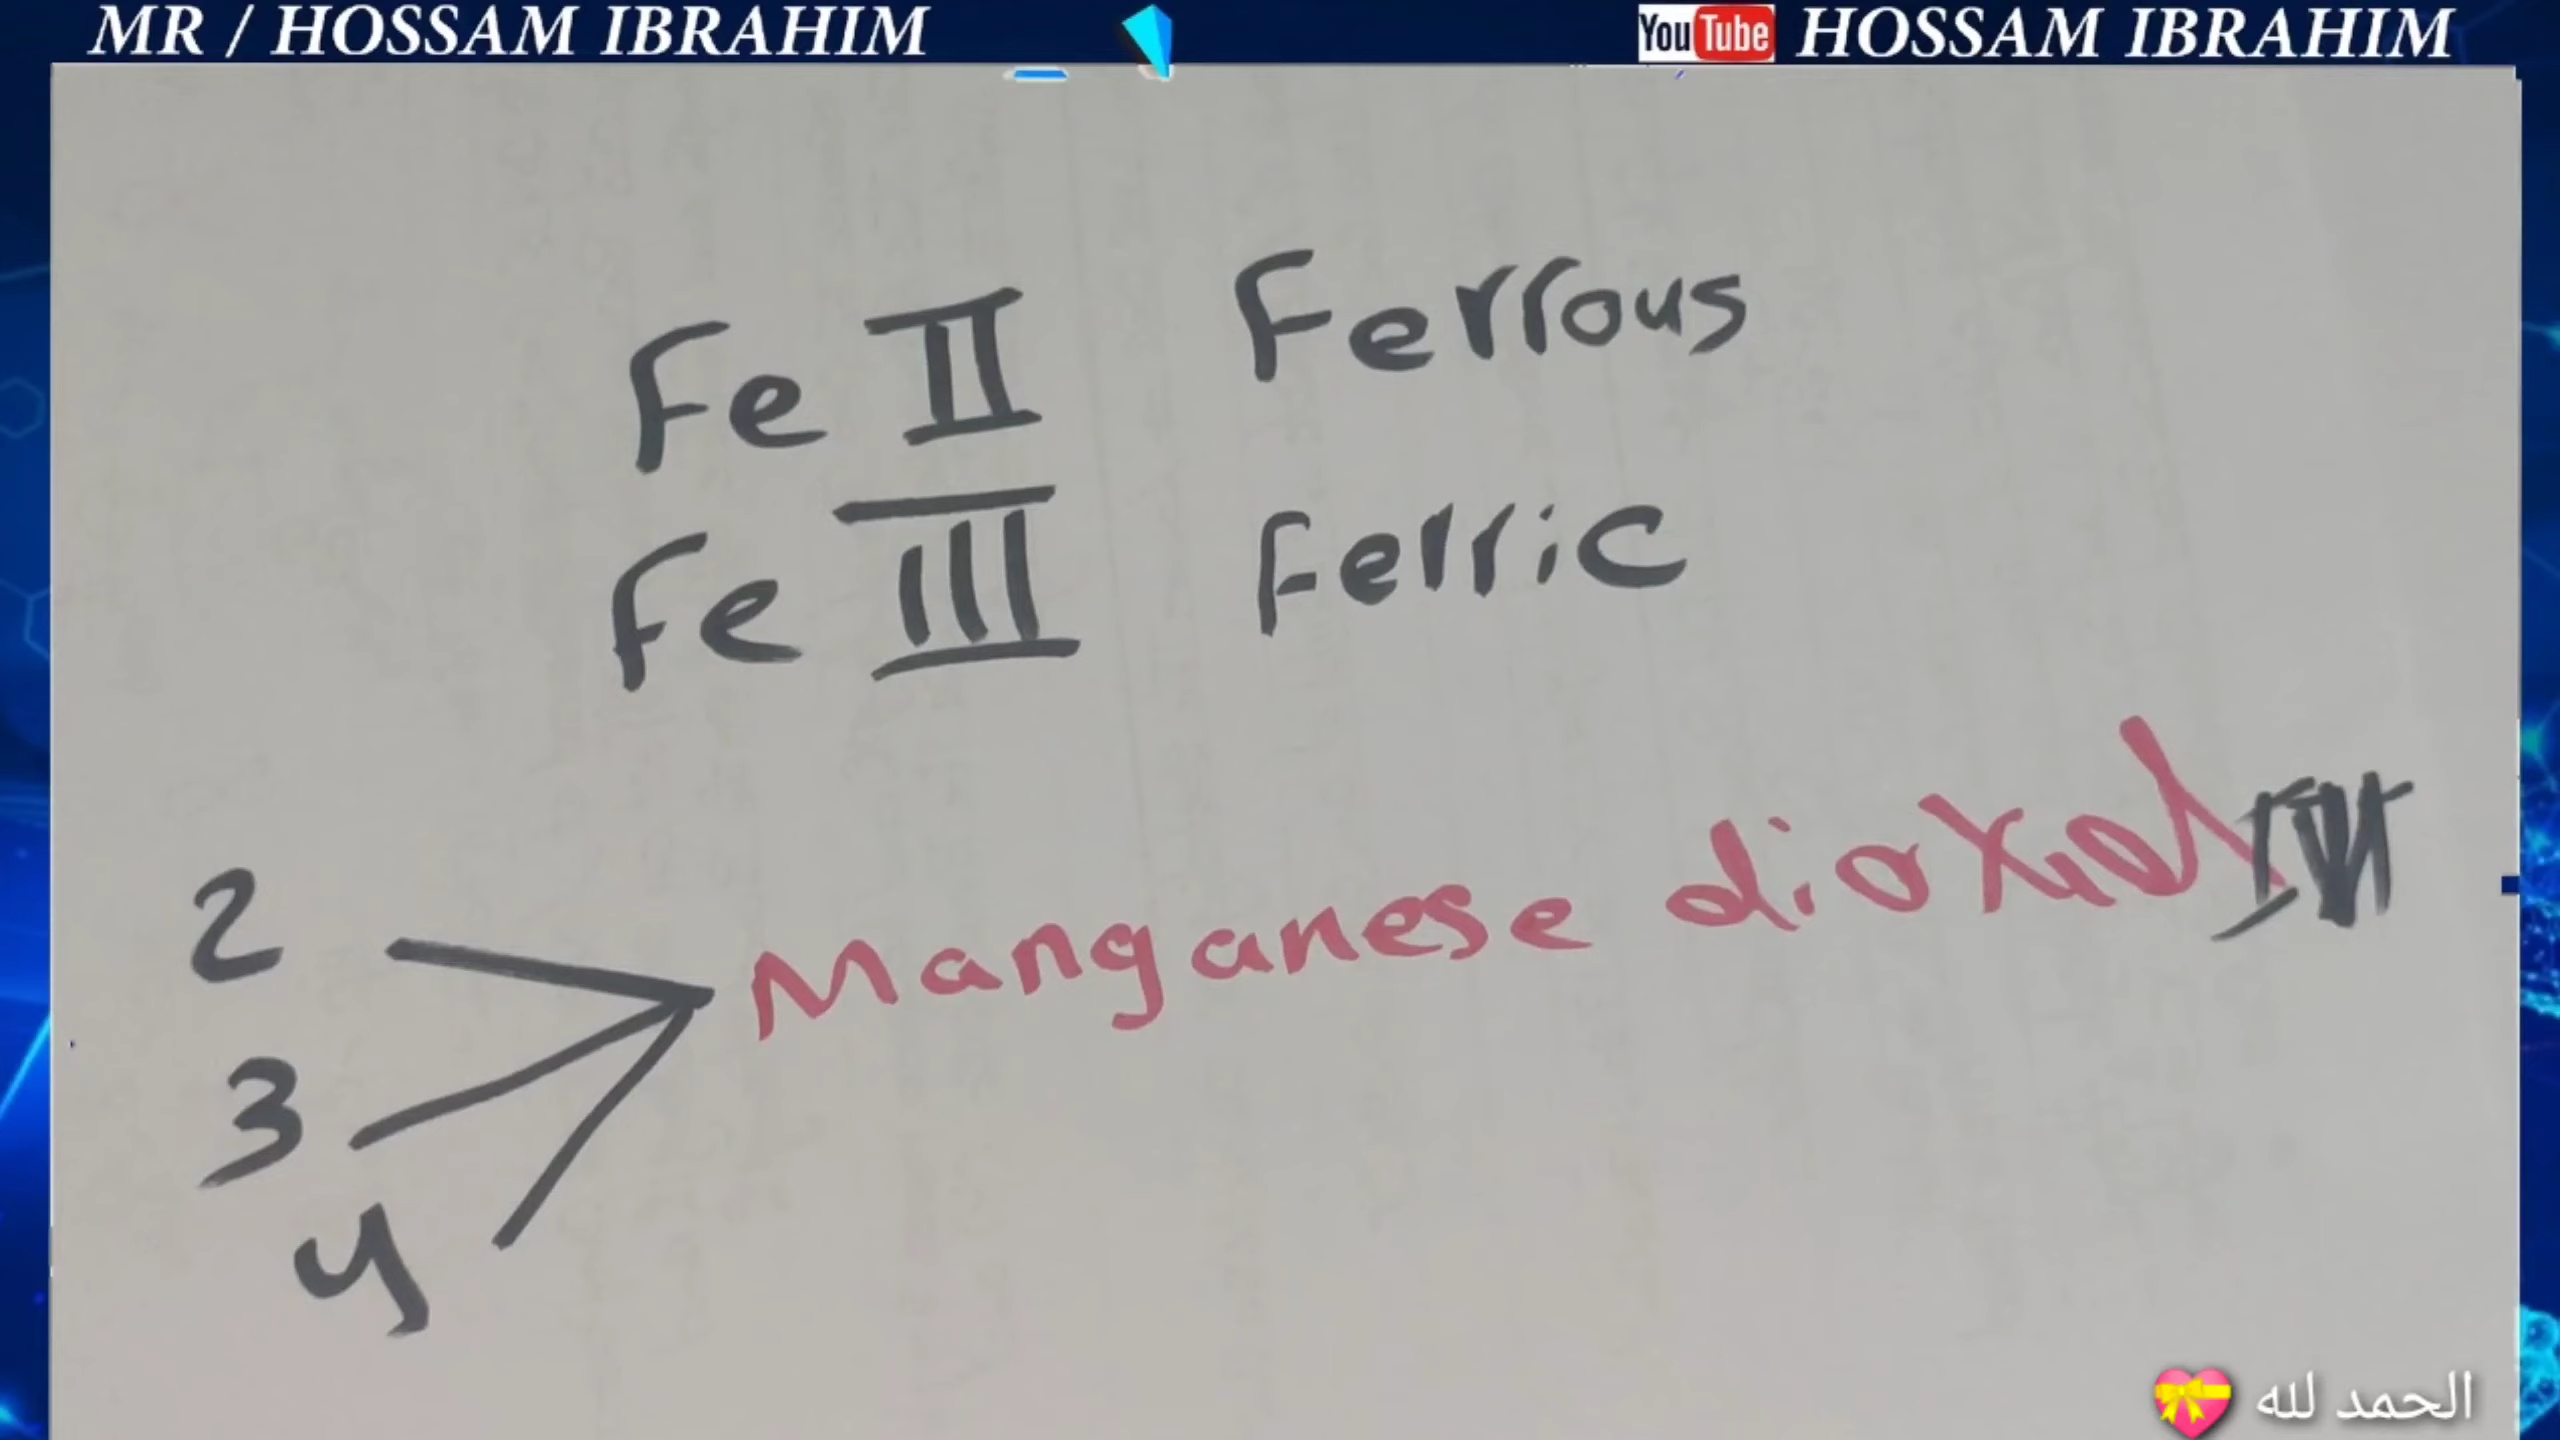 MR / HOSSAM IBRAHIM
YouTube HOSSAM IBRAHIM
Fe II Ferrous
Fe III Ferric
2
3
4
Manganese
الحمد لله